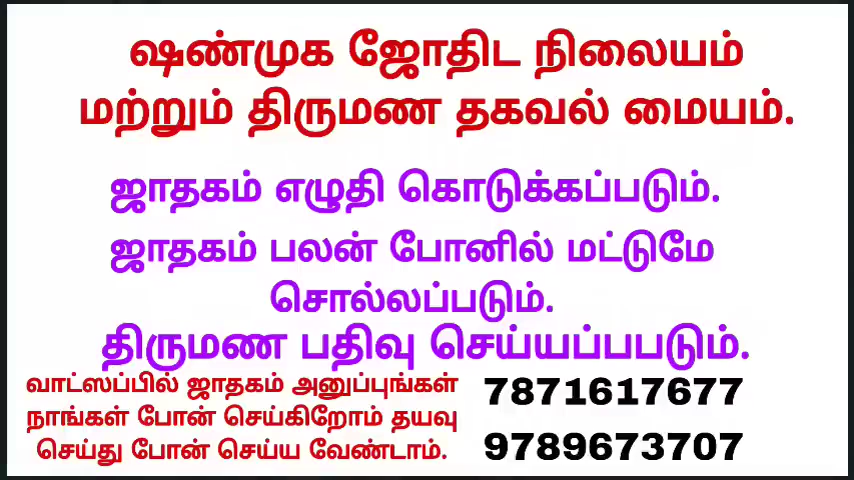 ஷண்முக ஜோதிட நிலையம்
மற்றும் திருமண தகவல் மையம்.
ஜாதகம் எழுதி கொடுக்கப்படும்.
ஜாதகம் பலன் போனில் மட்டுமே
சொல்லப்படும்.
திருமண பதிவு செய்யப்பபடும்.
வாட்ஸப்பில் ஜாதகம் அனுப்புங்கள்
நாங்கள் போன் செய்கிறோம் தயவு
செய்து போன் செய்ய வேண்டாம்.
7871617677
9789673707